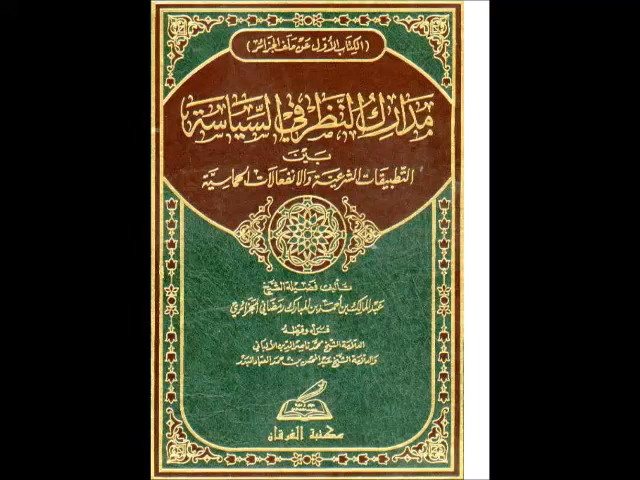 (الكتاب الأول عن ملف الجزائر)
مدارك النظر في السياسة
بين
التطبيقات الشرعية والانفعالات الحماسية
تأليف فضيلة الشيخ
عبد المالك بن أحمد بن المبارك رمضاني الجزائري
قرأه وقرظه
العلامة الشيخ محمد ناصر الدين الألباني
والعلامة الشيخ عبد المحسن بن حمد العباد البدر
مكتبة الفرقان